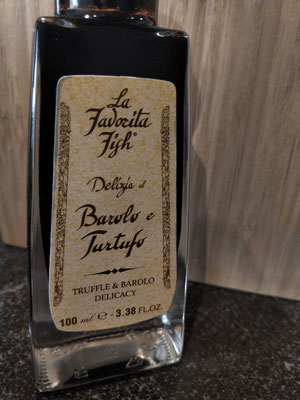 La
Favorita
Fish®
Delizia al
Barolo e
Tartufo
TRUFFLE & BAROLO
DELICACY
100 ml ℮ - 3.38 FL.OZ